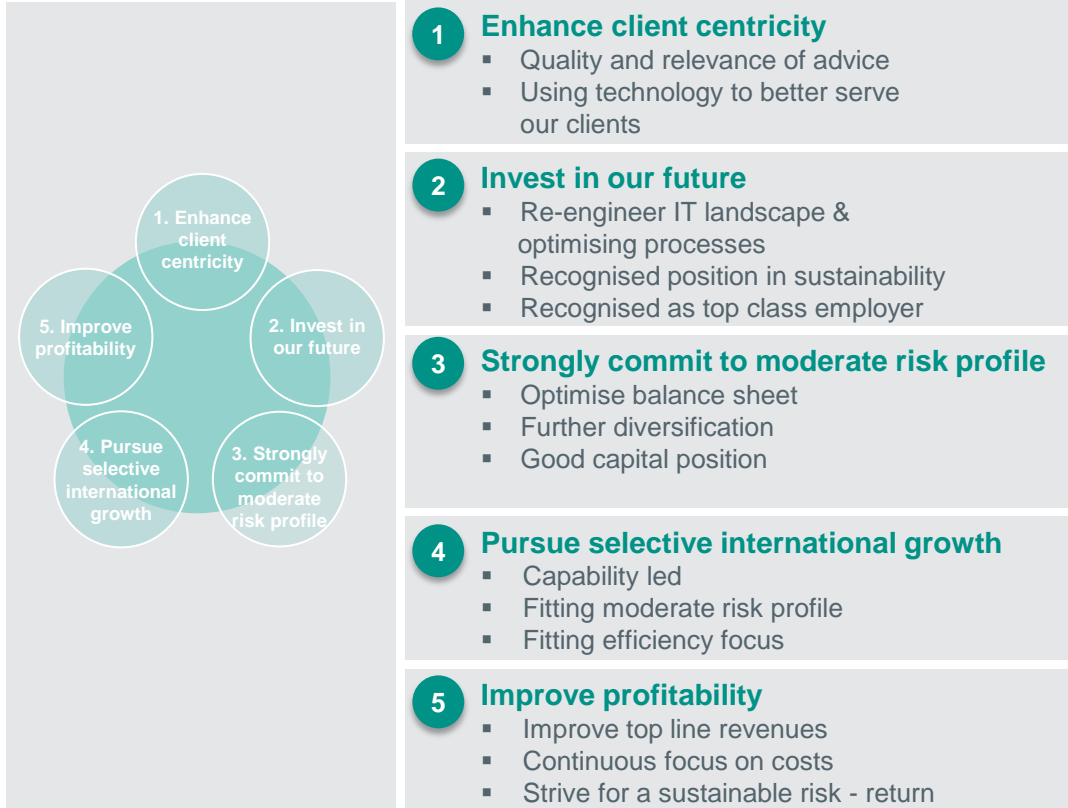 1. Enhance
client
centricity
2. Invest in
our future
3. Strongly
commit to
moderate
risk profile
4. Pursue
selective
international
growth
5. Improve
profitability
1
Enhance client centricity
▪ Quality and relevance of advice
▪ Using technology to better serve
our clients
2
Invest in our future
▪ Re-engineer IT landscape &
optimising processes
▪ Recognised position in sustainability
▪ Recognised as top class employer
3
Strongly commit to moderate risk profile
▪ Optimise balance sheet
▪ Further diversification
▪ Good capital position
4
Pursue selective international growth
▪ Capability led
▪ Fitting moderate risk profile
▪ Fitting efficiency focus
5
Improve profitability
▪ Improve top line revenues
▪ Continuous focus on costs
▪ Strive for a sustainable risk - return